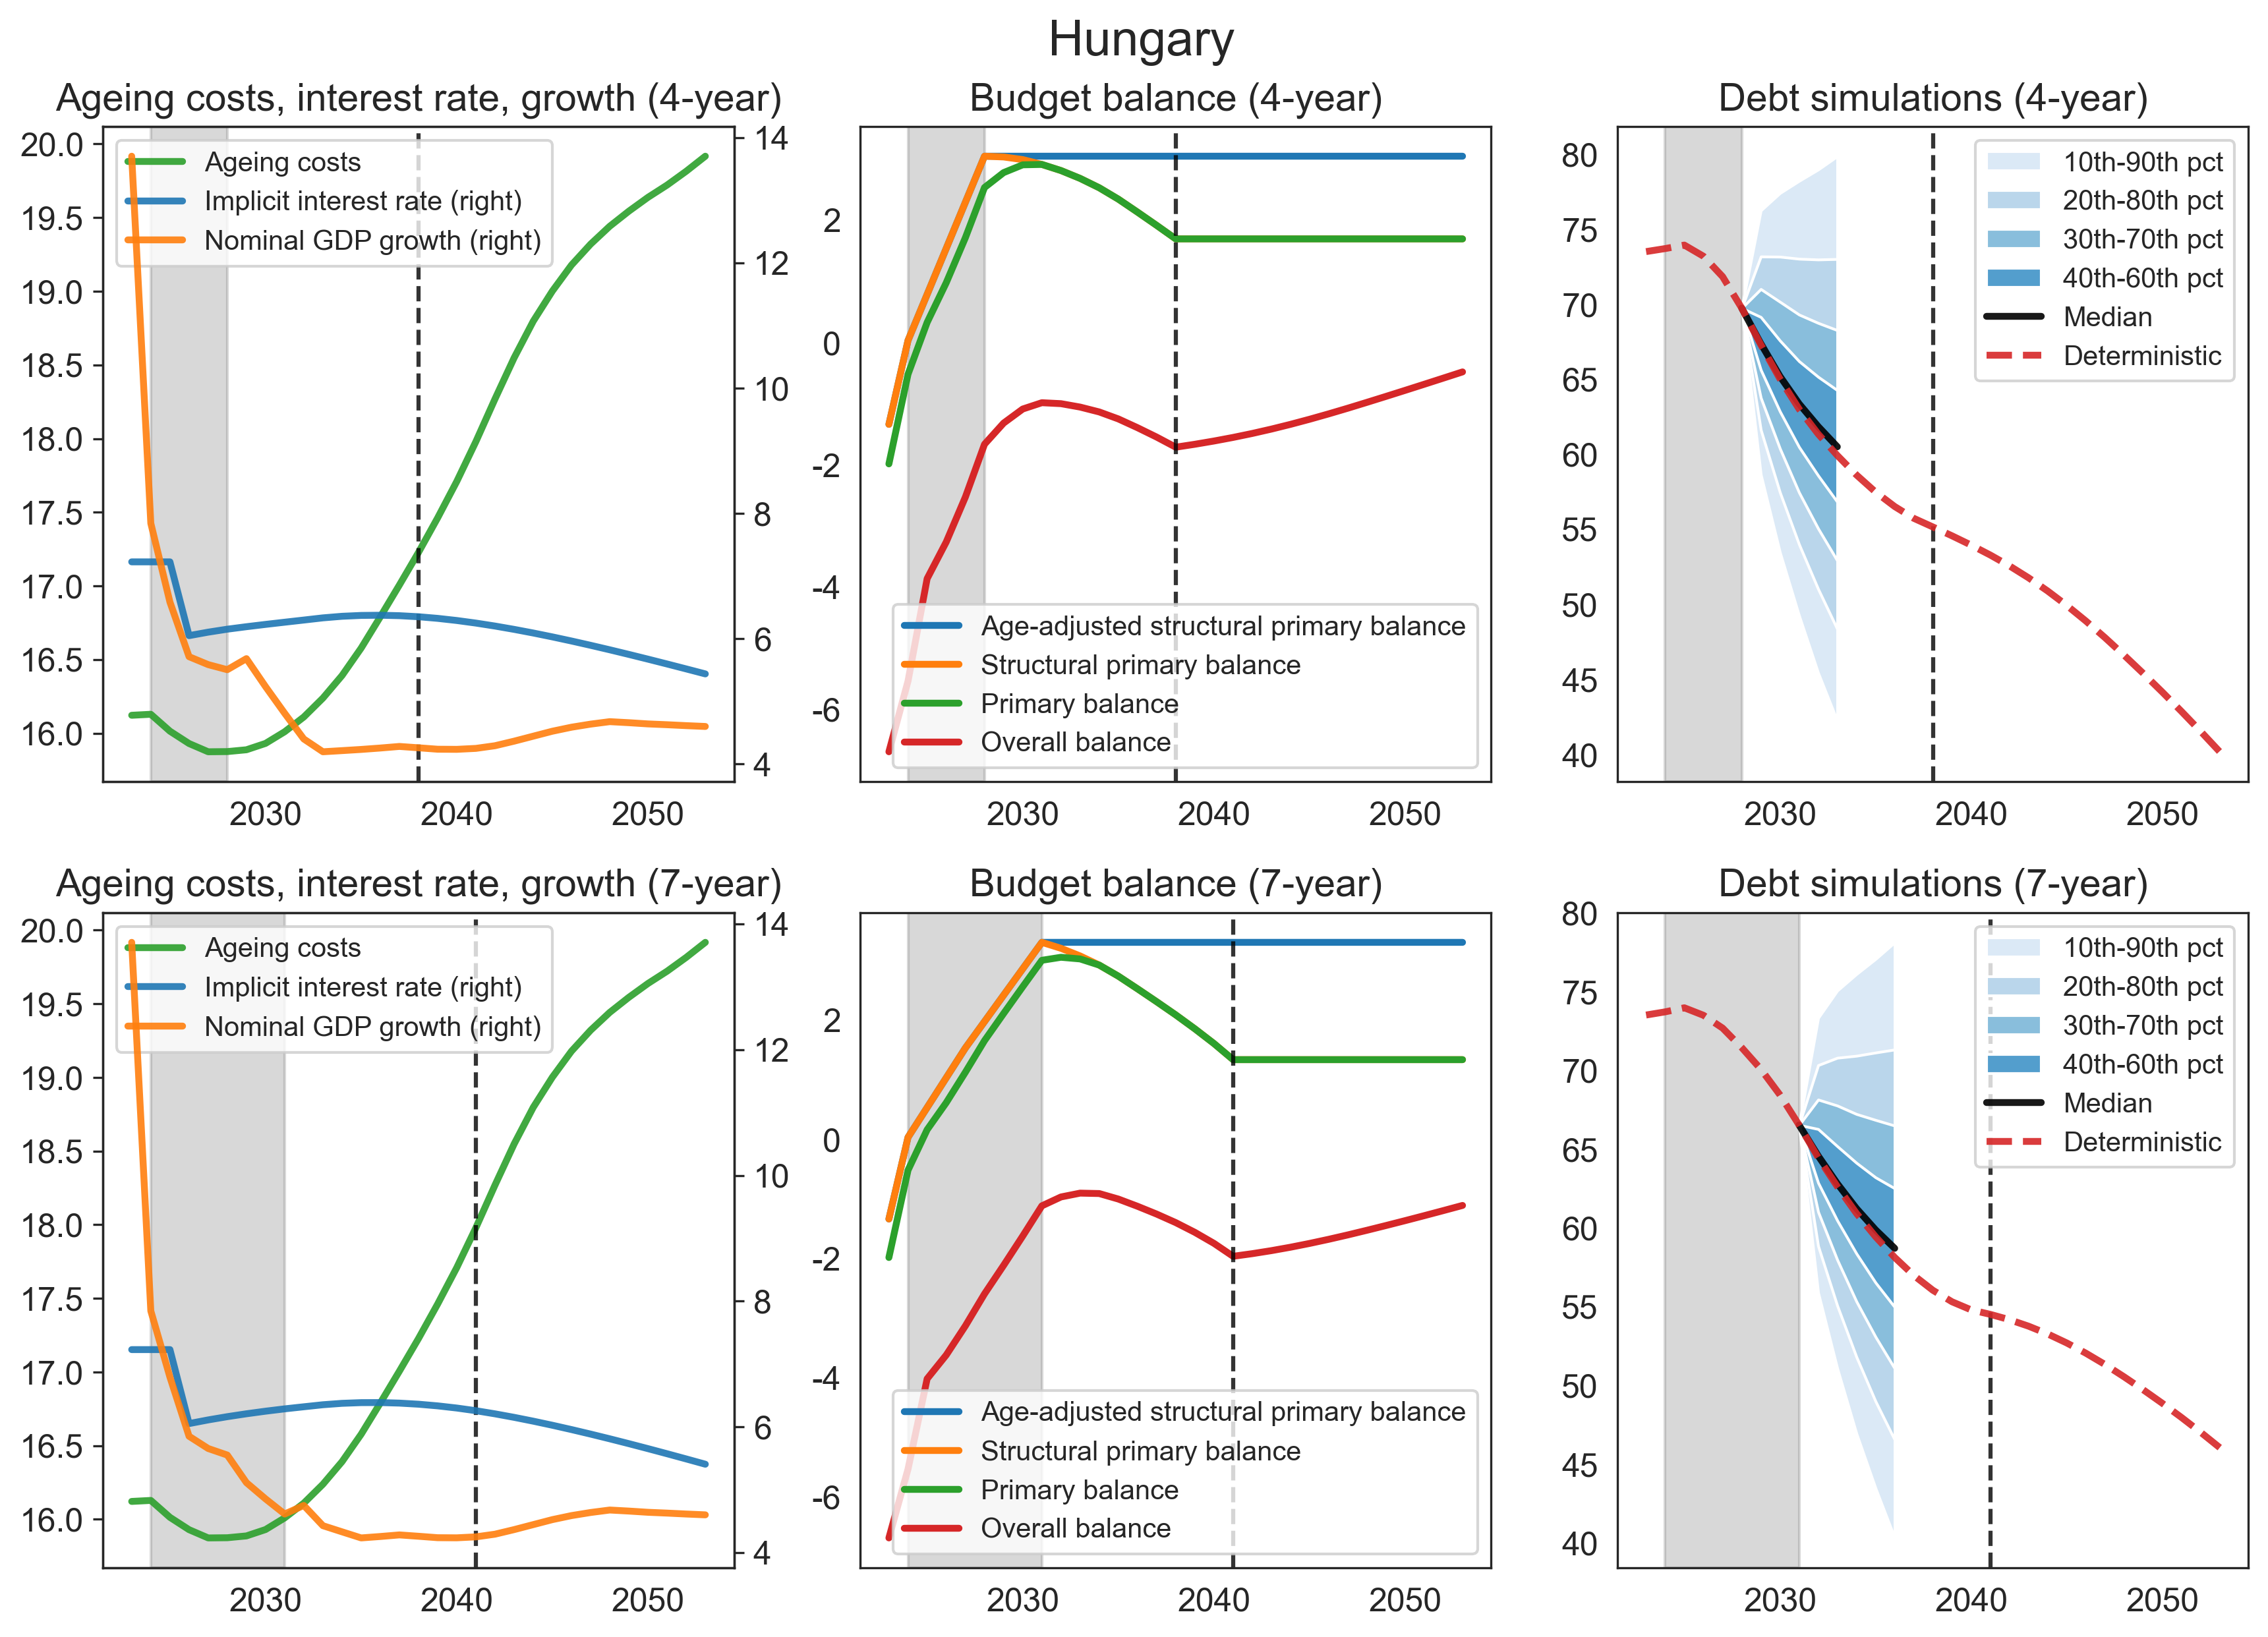 Hungary
Ageing costs, interest rate, growth (4-year)
20.0
19.5
19.0
18.5
18.0
17.5
17.0
16.5
16.0
14
12
10
8
6
4
Ageing costs
Implicit interest rate (right)
Nominal GDP growth (right)
2030 2040 2050
Budget balance (4-year)
2
0
-2
-4
-6
Age-adjusted structural primary balance
Structural primary balance
Primary balance
Overall balance
2030 2040 2050
Debt simulations (4-year)
80
75
70
65
60
55
50
45
40
10th-90th pct
20th-80th pct
30th-70th pct
40th-60th pct
Median
Deterministic
2030 2040 2050
Ageing costs, interest rate, growth (7-year)
20.0
19.5
19.0
18.5
18.0
17.5
17.0
16.5
16.0
14
12
10
8
6
4
Ageing costs
Implicit interest rate (right)
Nominal GDP growth (right)
2030 2040 2050
Budget balance (7-year)
2
0
-2
-4
-6
Age-adjusted structural primary balance
Structural primary balance
Primary balance
Overall balance
2030 2040 2050
Debt simulations (7-year)
80
75
70
65
60
55
50
45
40
10th-90th pct
20th-80th pct
30th-70th pct
40th-60th pct
Median
Deterministic
2030 2040 2050